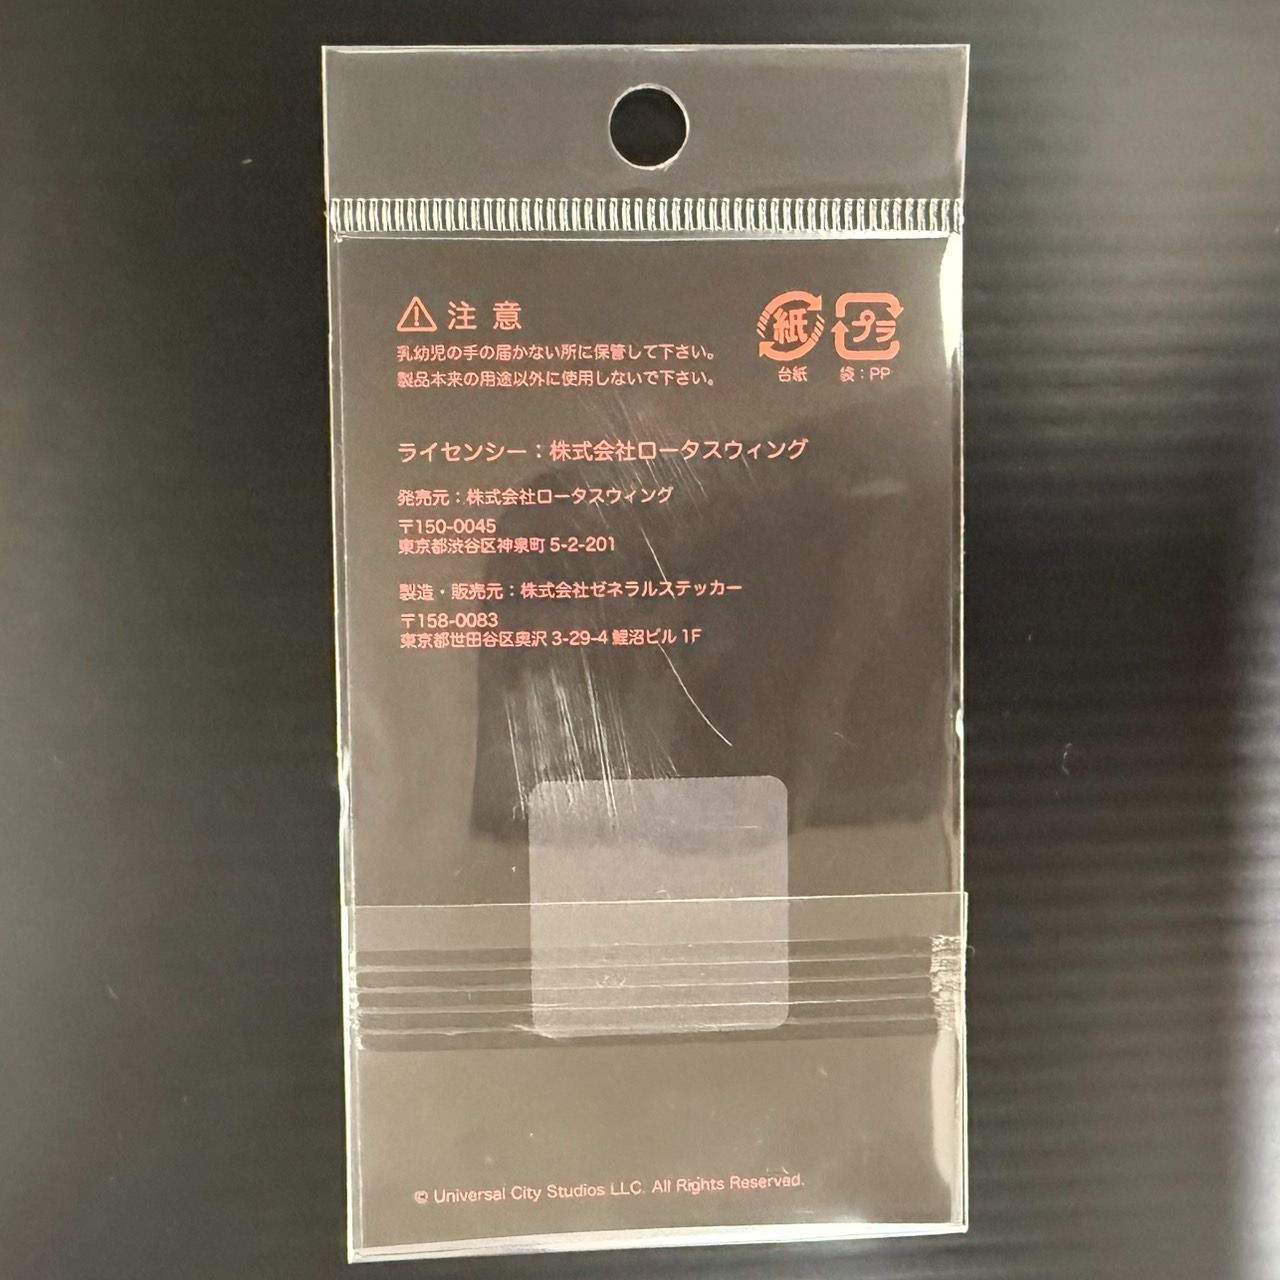 ⚠ 注意
乳幼児の手の届かない所に保管して下さい。
製品本来の用途以外に使用しないで下さい。
紙
台紙
プラ
袋：PP
ライセンシー：株式会社ロータスウィング
発売元：株式会社ロータスウィング
〒150-0045
東京都渋谷区神泉町 5-2-201
製造・販売元：株式会社ゼネラルステッカー
〒158-0083
東京都世田谷区奥沢 3-29-4 鯉沼ビル 1F
© Universal City Studios LLC. All Rights Reserved.